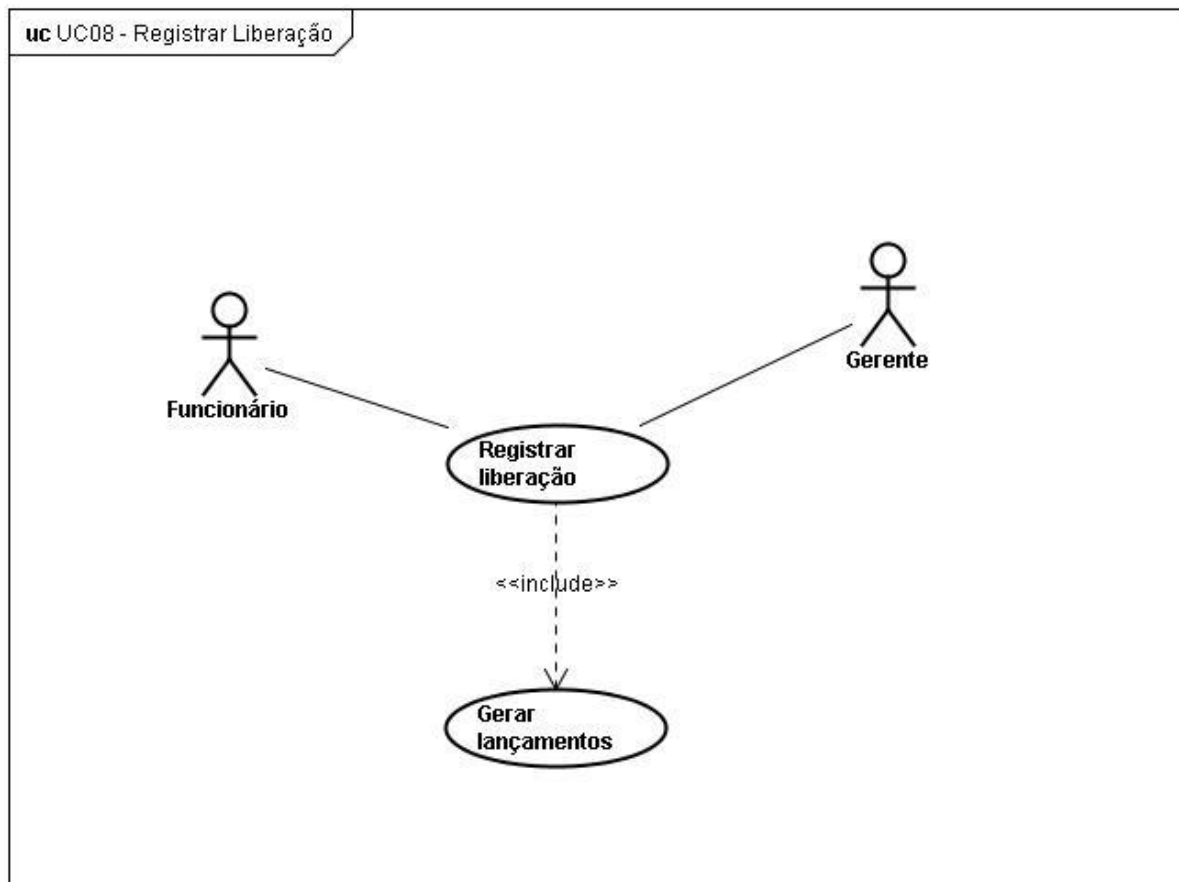 uc UC08 - Registrar Liberação
Gerente
Funcionário
Registrar
liberação
<<include>>
Gerar
lançamentos